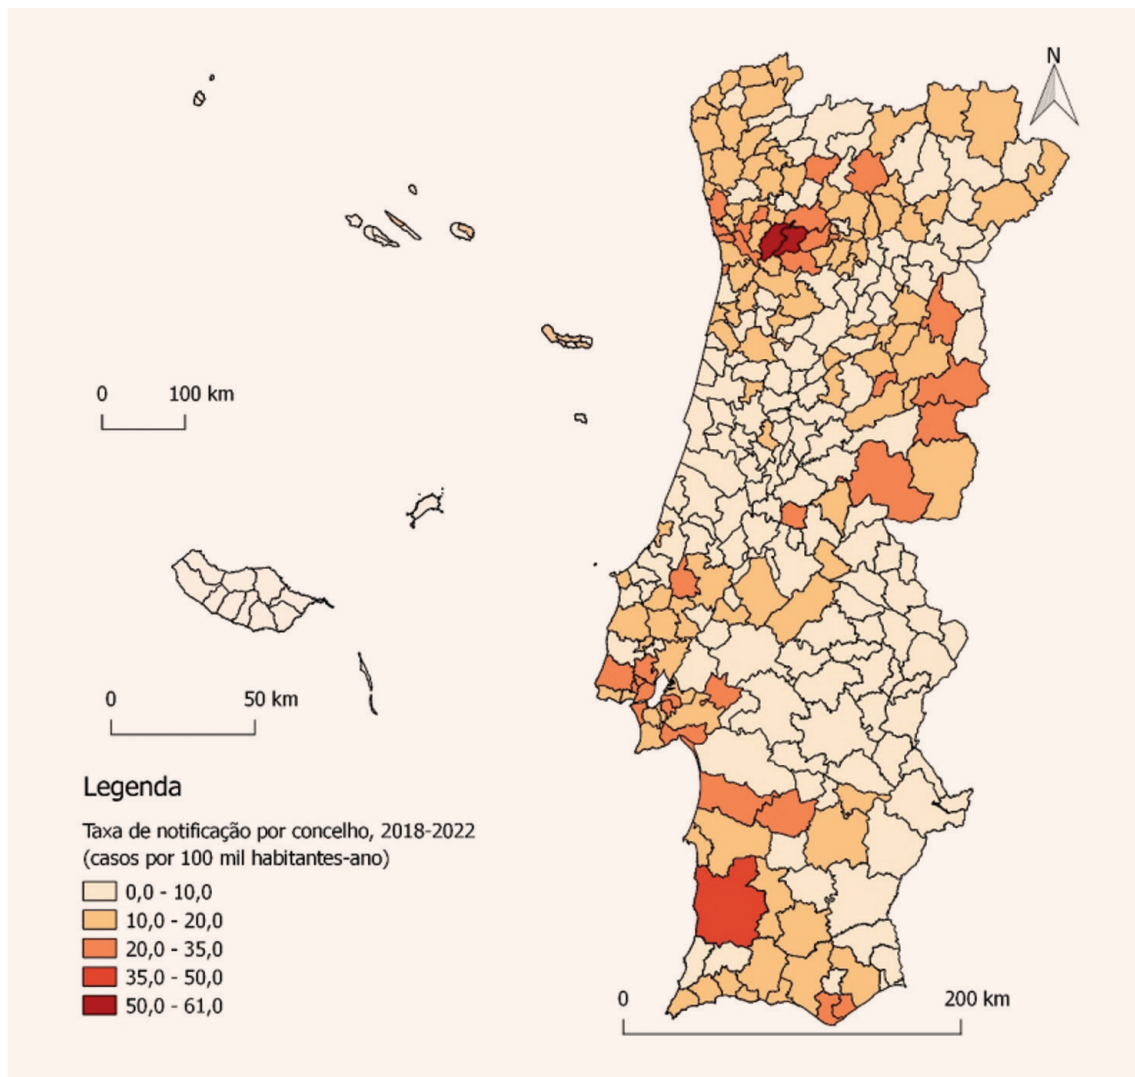 N
0 100 km
0 50 km
Legenda
Taxa de notificação por concelho, 2018-2022
(casos por 100 mil habitantes-ano)
0,0 - 10,0
10,0 - 20,0
20,0 - 35,0
35,0 - 50,0
50,0 - 61,0
0 200 km